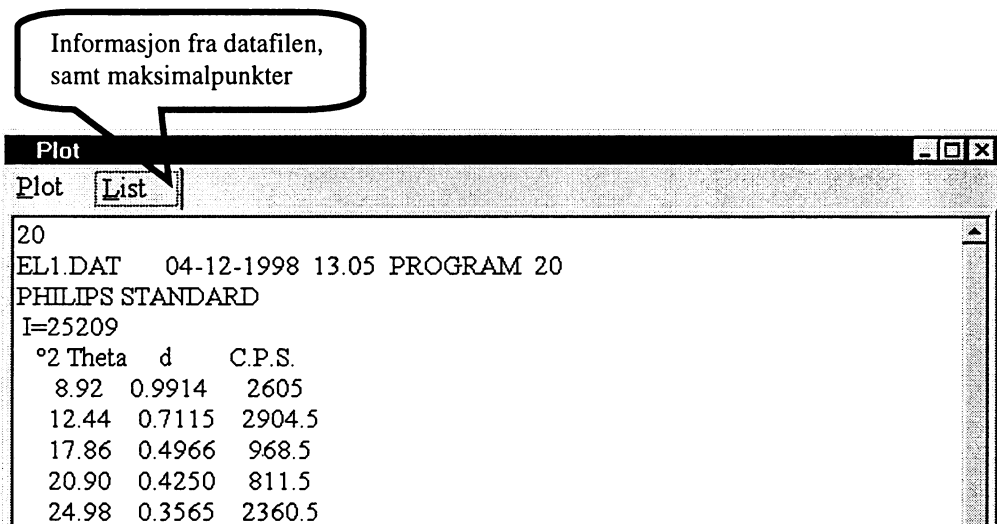 Informasjon fra datafilen,
samt maksimalpunkter
Plot
Plot List
20
EL1.DAT 04-12-1998 13.05 PROGRAM 20
PHILIPS STANDARD
I=25209
°2 Theta d C.P.S.
8.92 0.9914 2605
12.44 0.7115 2904.5
17.86 0.4966 968.5
20.90 0.4250 811.5
24.98 0.3565 2360.5